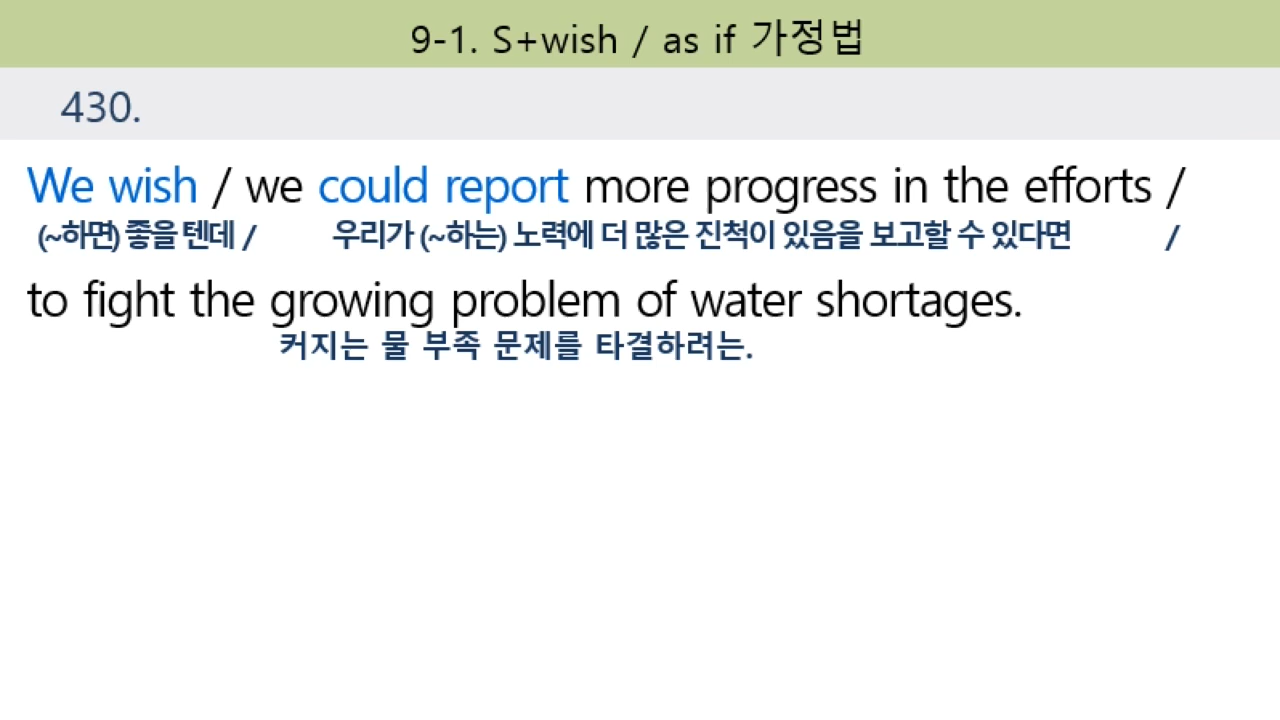 9-1. S+wish / as if 가정법
430.
We wish / we could report more progress in the efforts /
(~하면) 좋을 텐데 / 우리가 (~하는) 노력에 더 많은 진척이 있음을 보고할 수 있다면 /
to fight the growing problem of water shortages.
커지는 물 부족 문제를 타결하려는.